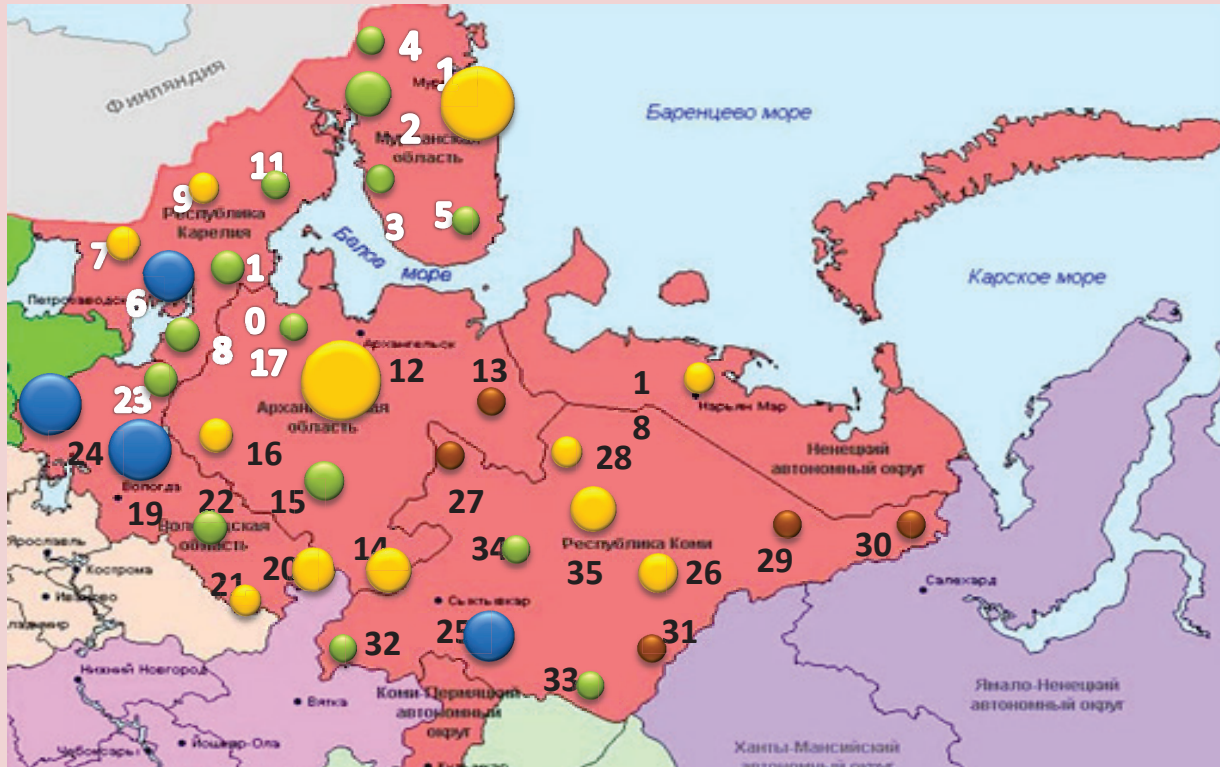 4
1
Финляндия
Баренцево море
2
Мурманская
область
11
9
Республика
Карелия
3
5
Белое море
7
1
0
Карское море
Петрозаводск
6
8
17
Архангельск
12
13
1
8
Нарьян Мар
23
Архангельская
область
24
16
28
Ненецкий
автономный округ
Вологда
19
22
15
27
Вологодская
область
34
Республика Коми
29
30
Ярославль
Кострома
20
14
35
26
Салехард
21
Иваново
Сыктывкар
25
31
32
33
Нижний Новгород
Вятка
Коми-Пермяцкий
автономный
округ
Ямало-Ненецкий
автономный округ
Чебоксары
Йошкар-Ола
Ханты-Мансийский
автономный округ